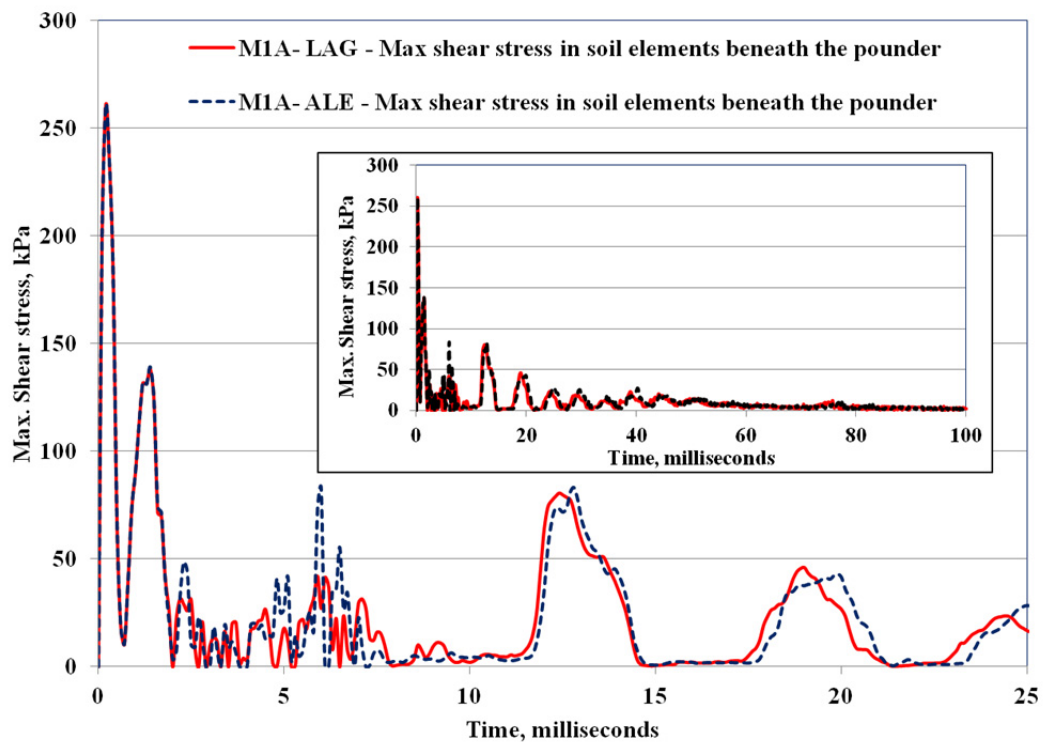 M1A- LAG - Max shear stress in soil elements beneath the pounder
M1A- ALE - Max shear stress in soil elements beneath the pounder
Max. Shear stress, kPa
300
250
200
150
100
50
0
0 5 10 15 20 25
Time, milliseconds
Max. Shear stress, kPa
300
250
200
150
100
50
0
0 20 40 60 80 100
Time, milliseconds